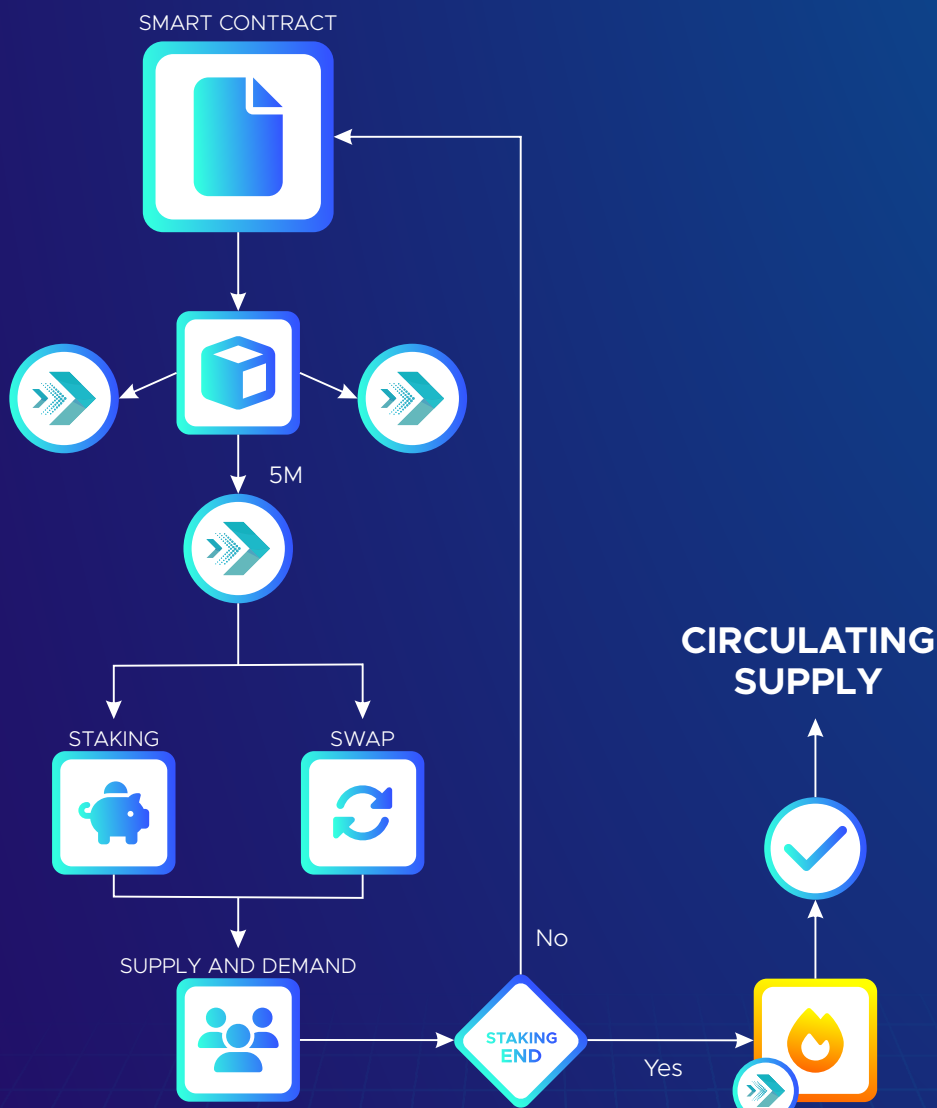 SMART CONTRACT
5M
CIRCULATING
SUPPLY
STAKING
SWAP
No
SUPPLY AND DEMAND
STAKING
END
Yes